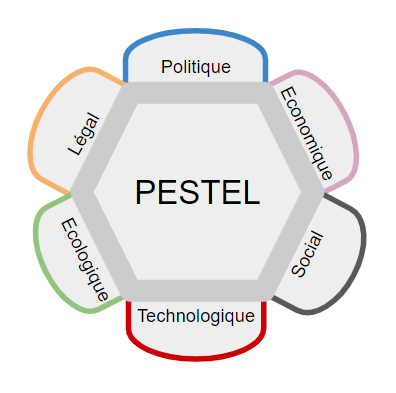 Politique
Economique
Social
Technologique
Ecologique
Légal
PESTEL